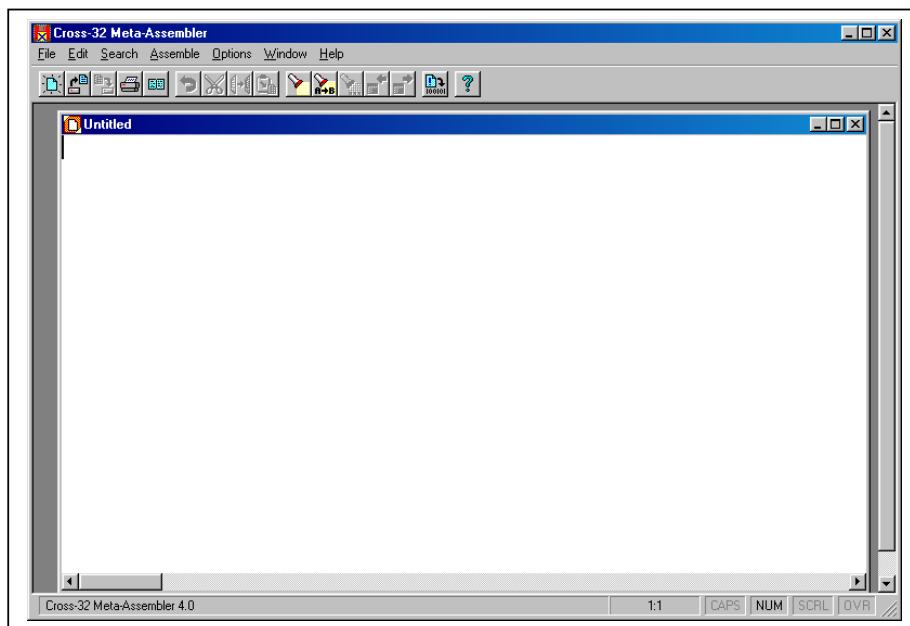 Cross-32 Meta-Assembler
File Edit Search Assemble Options Window Help
A→B
100101
?
Untitled
Cross-32 Meta-Assembler 4.0 1:1 CAPS NUM SCRL OVR